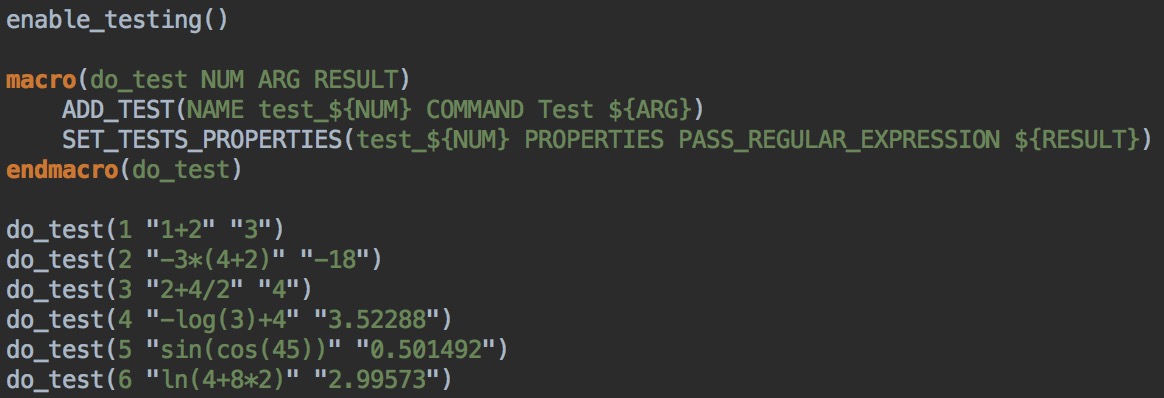 enable_testing()
macro(do_test NUM ARG RESULT)
    ADD_TEST(NAME test_${NUM} COMMAND Test ${ARG})
    SET_TESTS_PROPERTIES(test_${NUM} PROPERTIES PASS_REGULAR_EXPRESSION ${RESULT})
endmacro(do_test)
do_test(1 "1+2" "3")
do_test(2 "-3*(4+2)" "-18")
do_test(3 "2+4/2" "4")
do_test(4 "-log(3)+4" "3.52288")
do_test(5 "sin(cos(45))" "0.501492")
do_test(6 "ln(4+8*2)" "2.99573")